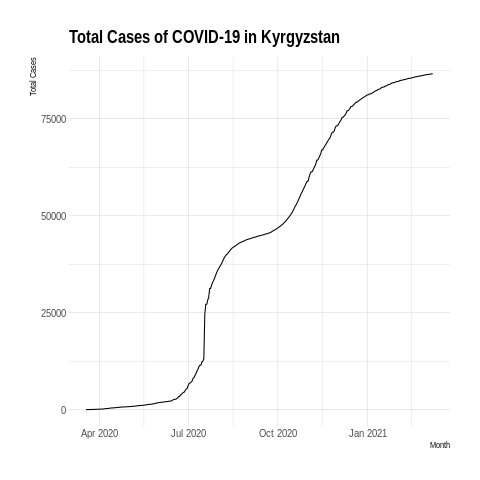 Total Cases of COVID-19 in Kyrgyzstan
Total Cases
75000
50000
25000
0
Apr 2020 Jul 2020 Oct 2020 Jan 2021
Month